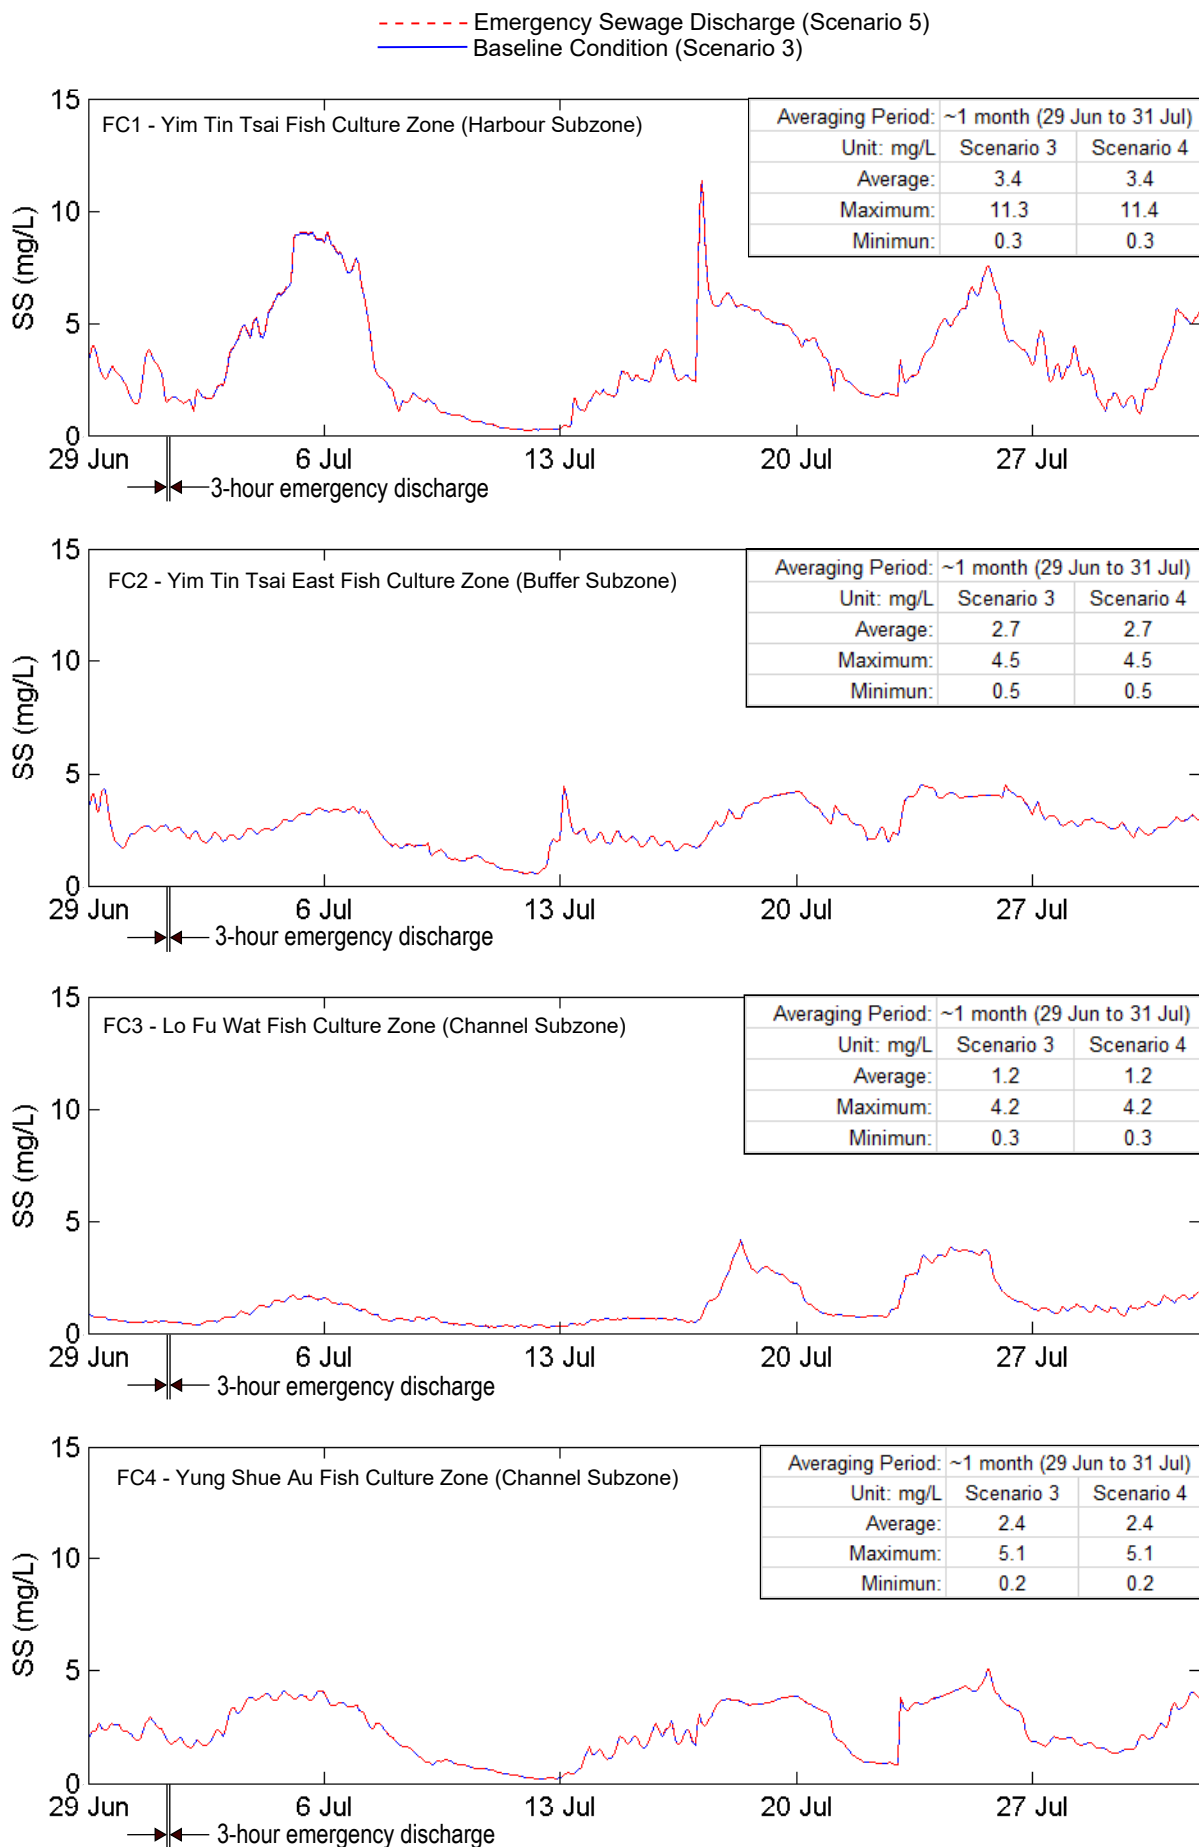 Emergency Sewage Discharge (Scenario 5)
Baseline Condition (Scenario 3)
FC1 - Yim Tin Tsai Fish Culture Zone (Harbour Subzone)
Averaging Period: ~1 month (29 Jun to 31 Jul)
Unit: mg/L Scenario 3 Scenario 4
Average: 3.4 3.4
Maximum: 11.3 11.4
Minimun: 0.3 0.3
SS (mg/L)
15
10
5
0
29 Jun 6 Jul 13 Jul 20 Jul 27 Jul
3-hour emergency discharge
FC2 - Yim Tin Tsai East Fish Culture Zone (Buffer Subzone)
Averaging Period: ~1 month (29 Jun to 31 Jul)
Unit: mg/L Scenario 3 Scenario 4
Average: 2.7 2.7
Maximum: 4.5 4.5
Minimun: 0.5 0.5
SS (mg/L)
15
10
5
0
29 Jun 6 Jul 13 Jul 20 Jul 27 Jul
3-hour emergency discharge
FC3 - Lo Fu Wat Fish Culture Zone (Channel Subzone)
Averaging Period: ~1 month (29 Jun to 31 Jul)
Unit: mg/L Scenario 3 Scenario 4
Average: 1.2 1.2
Maximum: 4.2 4.2
Minimun: 0.3 0.3
SS (mg/L)
15
10
5
0
29 Jun 6 Jul 13 Jul 20 Jul 27 Jul
3-hour emergency discharge
FC4 - Yung Shue Au Fish Culture Zone (Channel Subzone)
Averaging Period: ~1 month (29 Jun to 31 Jul)
Unit: mg/L Scenario 3 Scenario 4
Average: 2.4 2.4
Maximum: 5.1 5.1
Minimun: 0.2 0.2
SS (mg/L)
15
10
5
0
29 Jun 6 Jul 13 Jul 20 Jul 27 Jul
3-hour emergency discharge